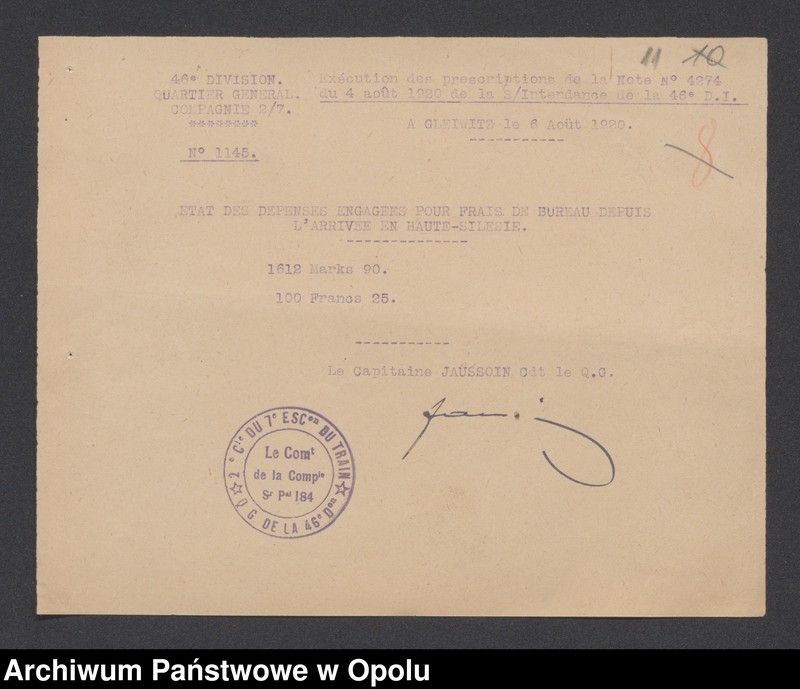 11 10
46e DIVISION.
QUARTIER GENERAL.
COMPAGNIE 2/7.
********
N° 1145.
Exécution des prescriptions de la Note N° 4274
du 4 août 1920 de la S/Intendance de la 46e D.I.
A GLEIWITZ le 6 Août 1920.
-----------
8
ETAT DES DEPENSES ENGAGEES POUR FRAIS DE BUREAU DEPUIS
L'ARRIVEE EN HAUTE-SILESIE.
--------------
1612 Marks 90.
100 Francs 25.
-----------
Le Capitaine JAUSSOIN Cdt le Q.G.
2e Cie DU 7e ESCon DU TRAIN
Le Comt
de la Compie
Sr Pal 184
Q.G. DE LA 46e Don
Archiwum Państwowe w Opolu